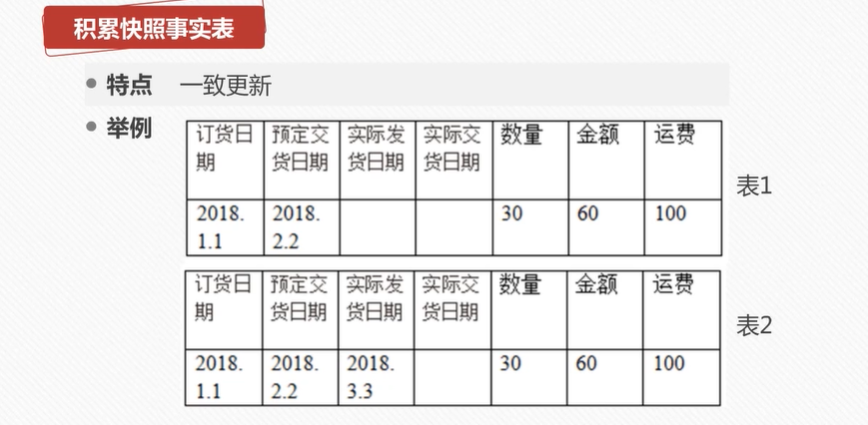 积累快照事实表
特点 一致更新
举例
订货日 预定交 实际发 实际交 数量 金额 运费
期 货日期 货日期 货日期
2018. 2018. 30 60 100
1.1 2.2
表1
订货日 预定交 实际发 实际交 数量 金额 运费
期 货日期 货日期 货日期
2018. 2018. 2018. 30 60 100
1.1 2.2 3.3
表2